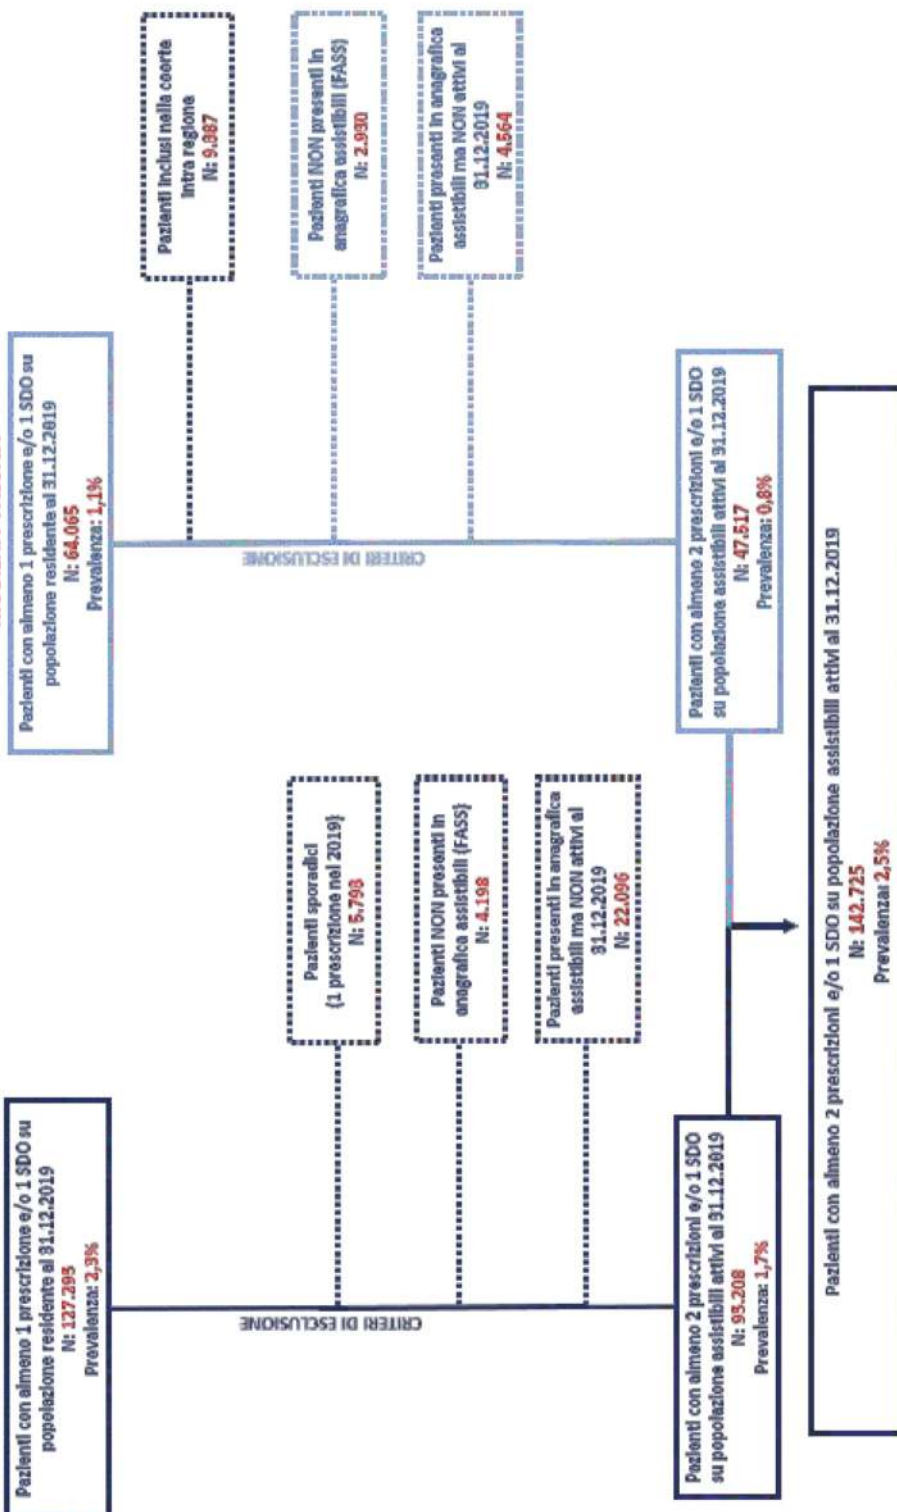 Pazienti con almeno 1 prescrizione e/o 1 SDO su
popolazione residente al 31.12.2019
N: 127.295
Prevalenza: 2,3%
CRITERI DI ESCLUSIONE
Pazienti sporadici
(1 prescrizione nel 2019)
N: 5.793
Pazienti NON presenti in
anagrafica assistibili (FASS)
N: 4.198
Pazienti presenti in anagrafica
assistibili ma NON attivi al
31.12.2019
N: 22.096
Pazienti con almeno 2 prescrizioni e/o 1 SDO
su popolazione assistibili attivi al 31.12.2019
N: 95.208
Prevalenza: 1,7%
Pazienti con almeno 1 prescrizione e/o 1 SDO su
popolazione residente al 31.12.2019
N: 64.065
Prevalenza: 1,1%
CRITERI DI ESCLUSIONE
Pazienti inclusi nella coorte
intra regione
N: 9.887
Pazienti NON presenti in
anagrafica assistibili (FASS)
N: 2.930
Pazienti presenti in anagrafica
assistibili ma NON attivi al
31.12.2019
N: 4.564
Pazienti con almeno 2 prescrizioni e/o 1 SDO
su popolazione assistibili attivi al 31.12.2019
N: 47.517
Prevalenza: 0,8%
Pazienti con almeno 2 prescrizioni e/o 1 SDO su popolazione assistibili attivi al 31.12.2019
N: 142.725
Prevalenza: 2,5%